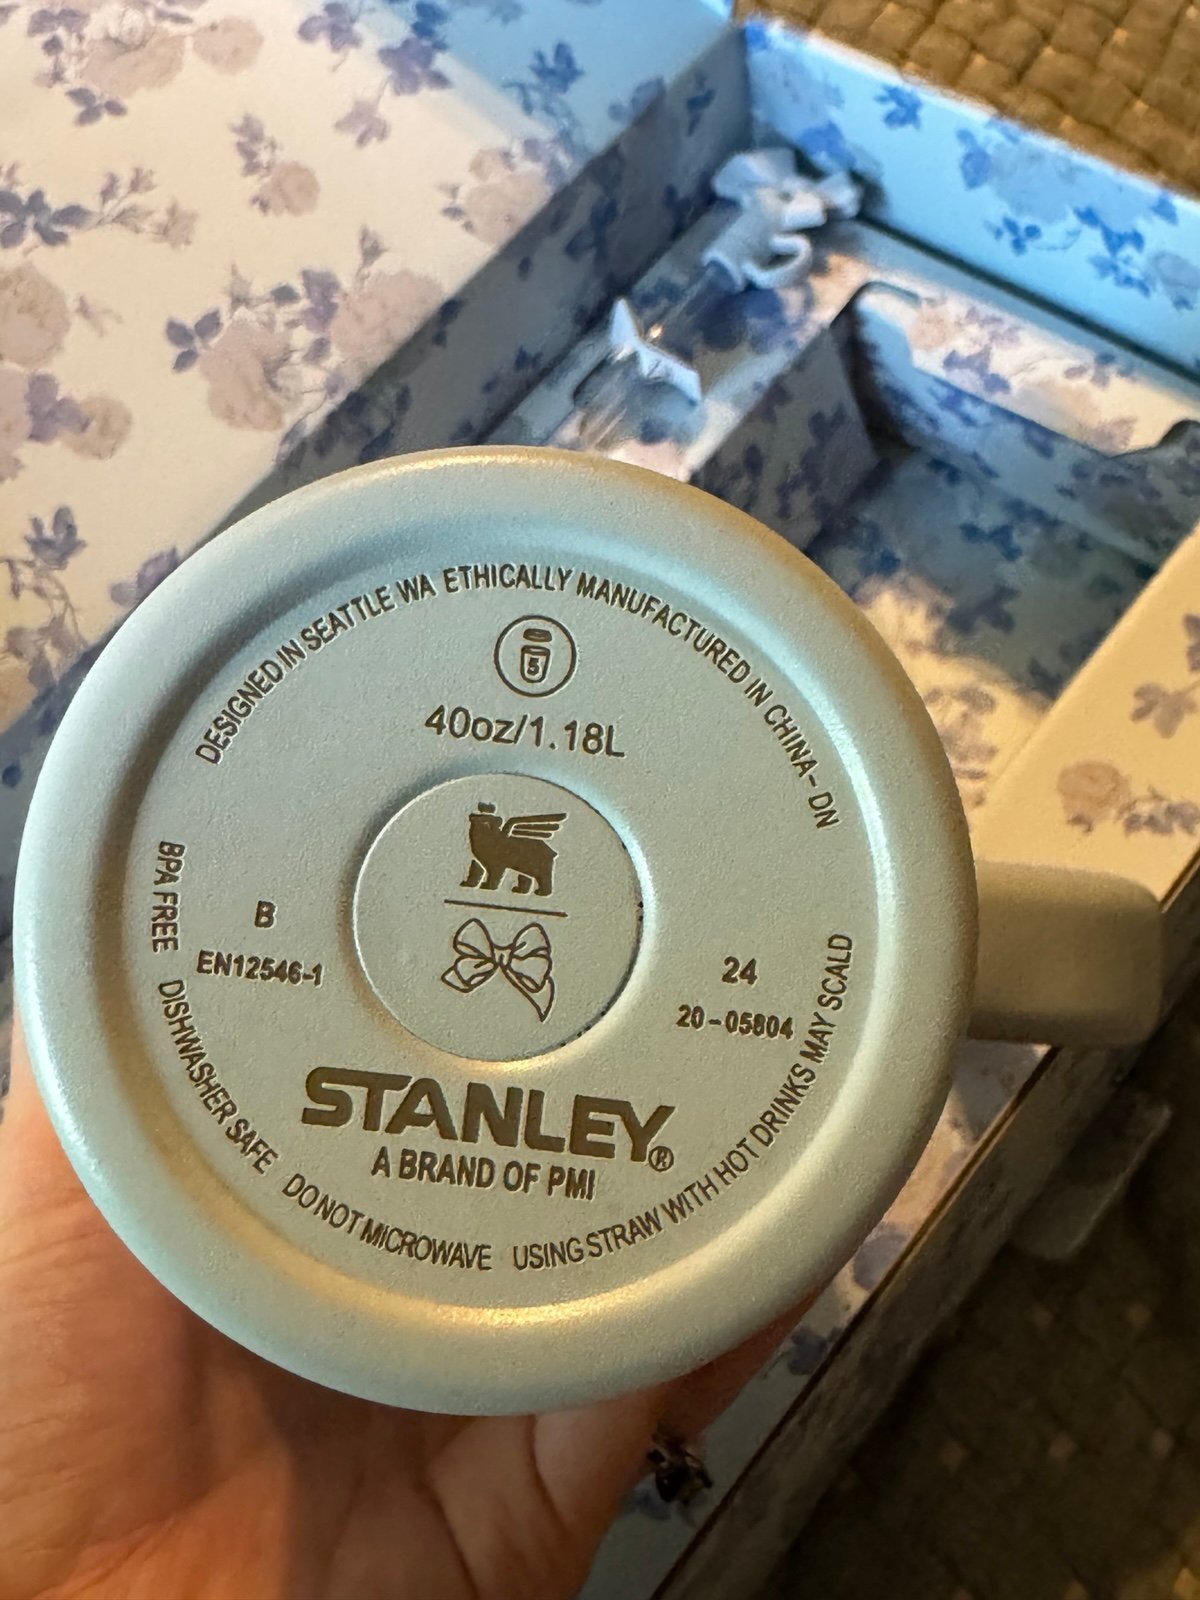 DESIGNED IN SEATTLE WA ETHICALLY MANUFACTURED IN CHINA - DN
5
40oz/1.18L
B
EN12546-1
24
20-05804
STANLEY®
A BRAND OF PMI
BPA FREE DISHWASHER SAFE DO NOT MICROWAVE USING STRAW WITH HOT DRINKS MAY SCALD